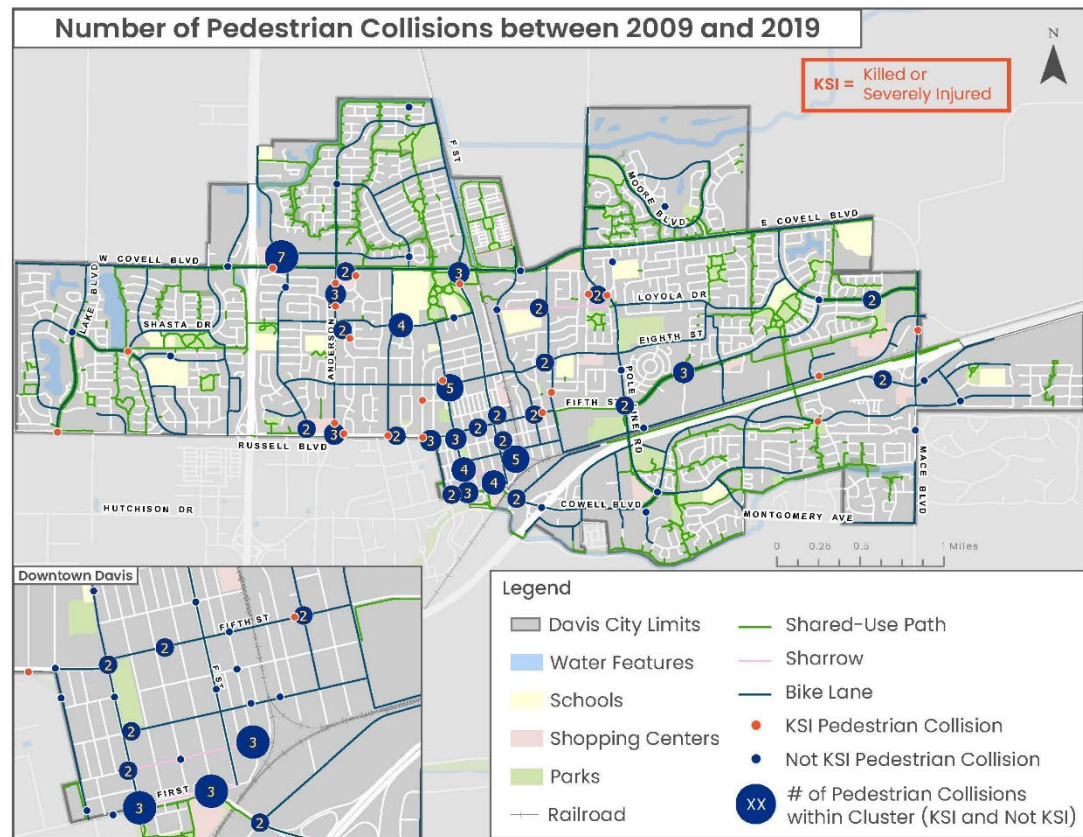 Number of Pedestrian Collisions between 2009 and 2019
N
KSI = Killed or
Severely Injured
F ST
MOORE BLVD
E COVELL BLVD
W COVELL BLVD
7
2
3
LAKE BLVD
3
2
LOYOLA DR
2
SHASTA DR
2
4
2
EIGHTH ST
ANDERSON
2
3
2
5
FIFTH ST
2
POLE LINE RD
2
2
2
2
3
2
3
3
2
RUSSELL BLVD
4
5
4
2
3
2
COWELL BLVD
MACE BLVD
HUTCHISON DR
MONTGOMERY AVE
0 0.25 0.5 1 Miles
Downtown Davis
FIFTH ST
2
2
2
F ST
2
3
2
FIRST
3
3
2
Legend
Davis City Limits
Water Features
Schools
Shopping Centers
Parks
Railroad
Shared-Use Path
Sharrow
Bike Lane
KSI Pedestrian Collision
Not KSI Pedestrian Collision
XX # of Pedestrian Collisions
within Cluster (KSI and Not KSI)